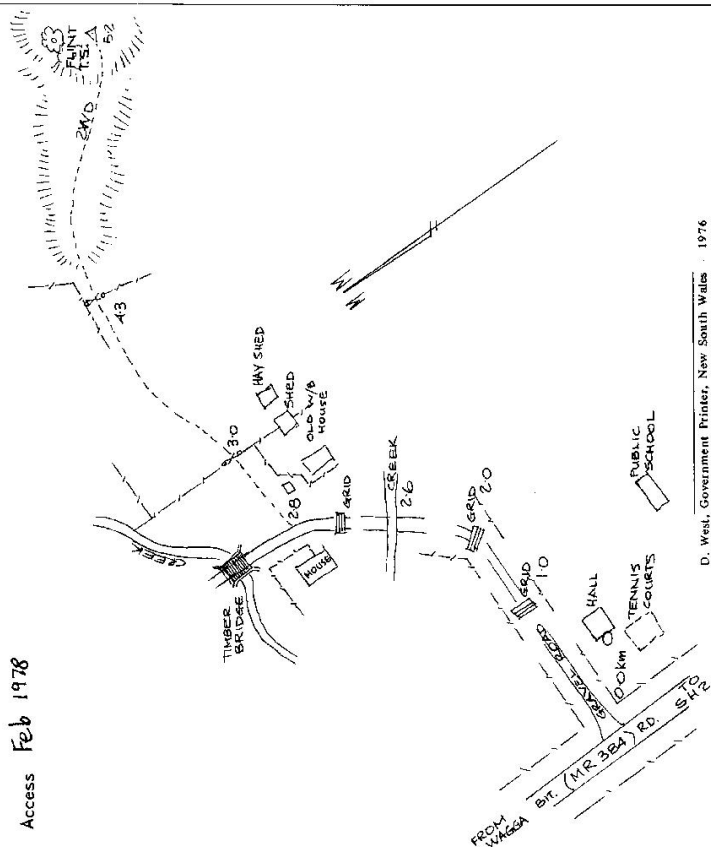 Access Feb 1978
FLINT
T.S.
5.2
2WD
4.3
3.0
HAY SHED
SHED
OLD W/B
HOUSE
2.8
GRID
CREEK
TIMBER
BRIDGE
HOUSE
CREEK
2.6
GRID
2.0
GRID
1.0
PUBLIC
SCHOOL
HALL
TENNIS
COURTS
0.0 Km
GRAVEL ROAD
BIT. (MR 384) RD.
TO
SH2
FROM
WAGGA
D. West, Government Printer, New South Wales 1976